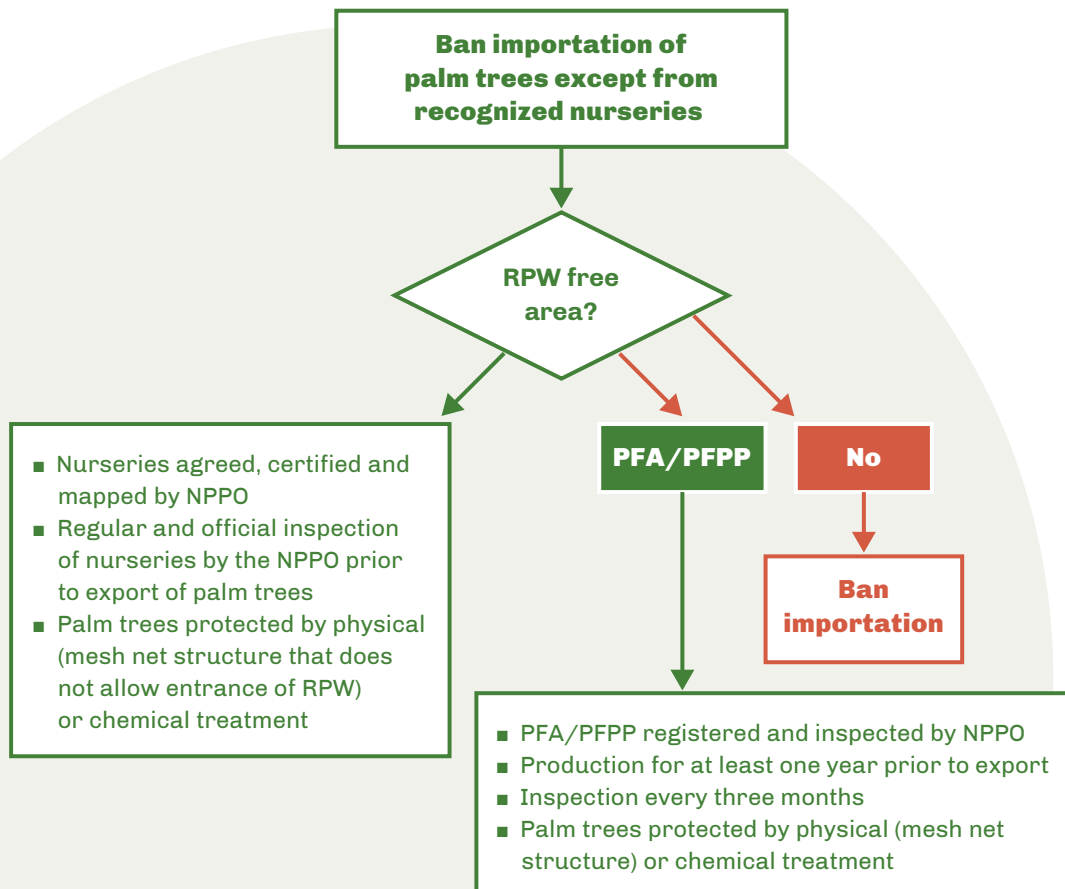 Ban importation of
palm trees except from
recognized nurseries
RPW free
area?
▪ Nurseries agreed, certified and
mapped by NPPO
▪ Regular and official inspection
of nurseries by the NPPO prior
to export of palm trees
▪ Palm trees protected by physical
(mesh net structure that does
not allow entrance of RPW)
or chemical treatment
PFA/PFPP
No
Ban
importation
▪ PFA/PFPP registered and inspected by NPPO
▪ Production for at least one year prior to export
▪ Inspection every three months
▪ Palm trees protected by physical (mesh net
structure) or chemical treatment